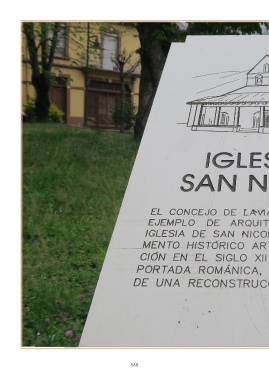 IGLES
SAN N
EL CONCEJO DE LAVIA
EJEMPLO DE ARQUIT
IGLESIA DE SAN NICOL
MENTO HISTÓRICO ART
CIÓN EN EL SIGLO XII
PORTADA ROMÁNICA,
DE UNA RECONSTRUCC